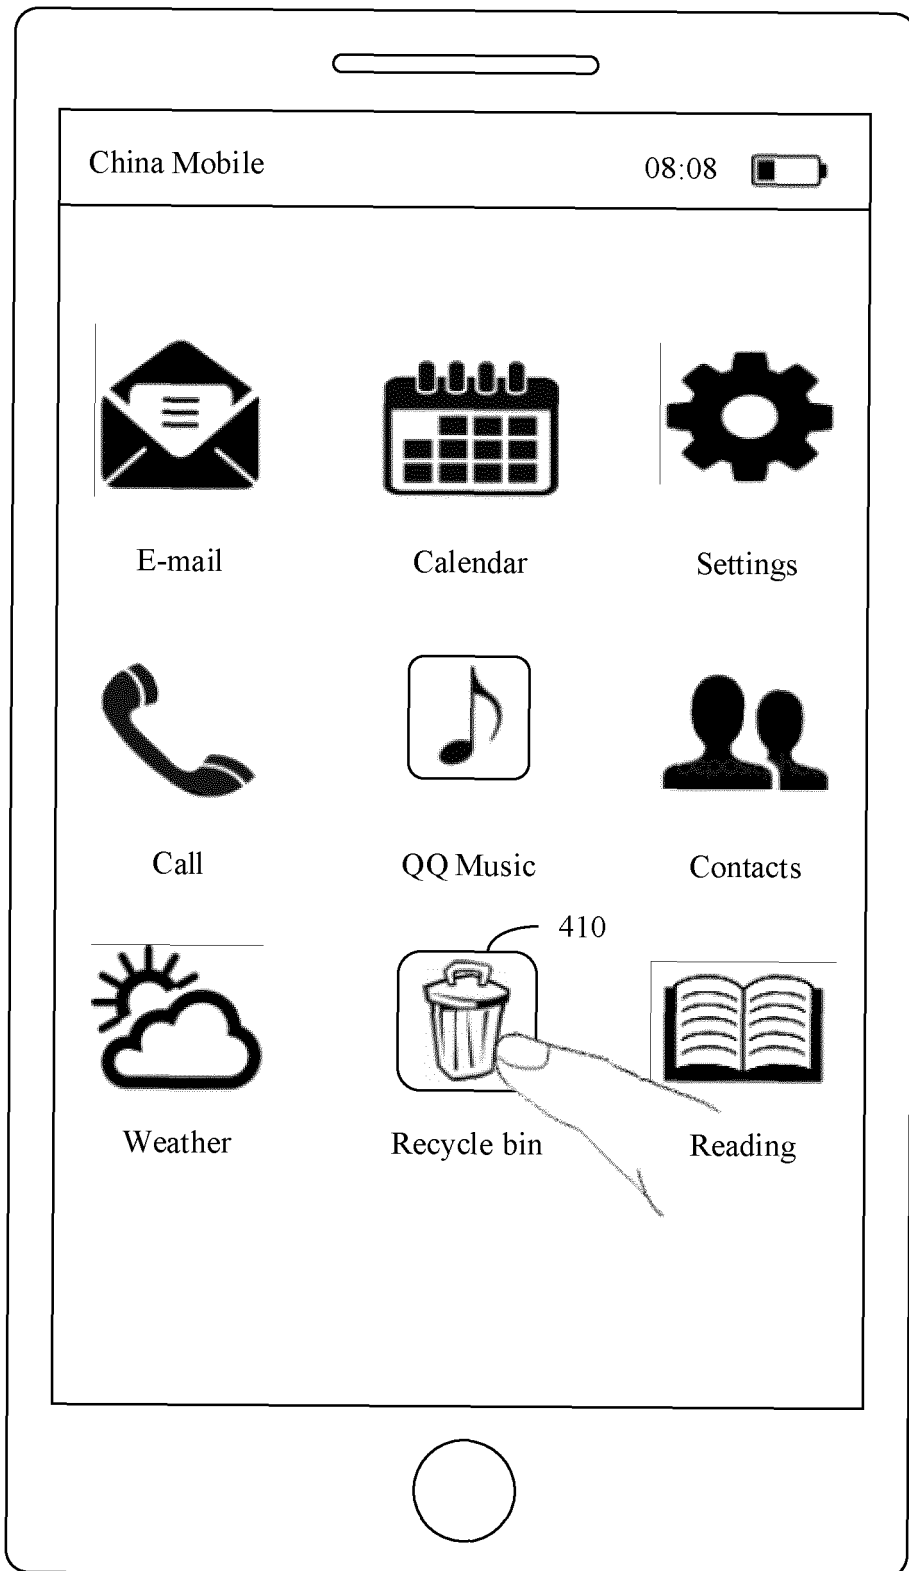 China Mobile 08:08
E-mail Calendar Settings
Call QQ Music Contacts
410
Weather Recycle bin Reading